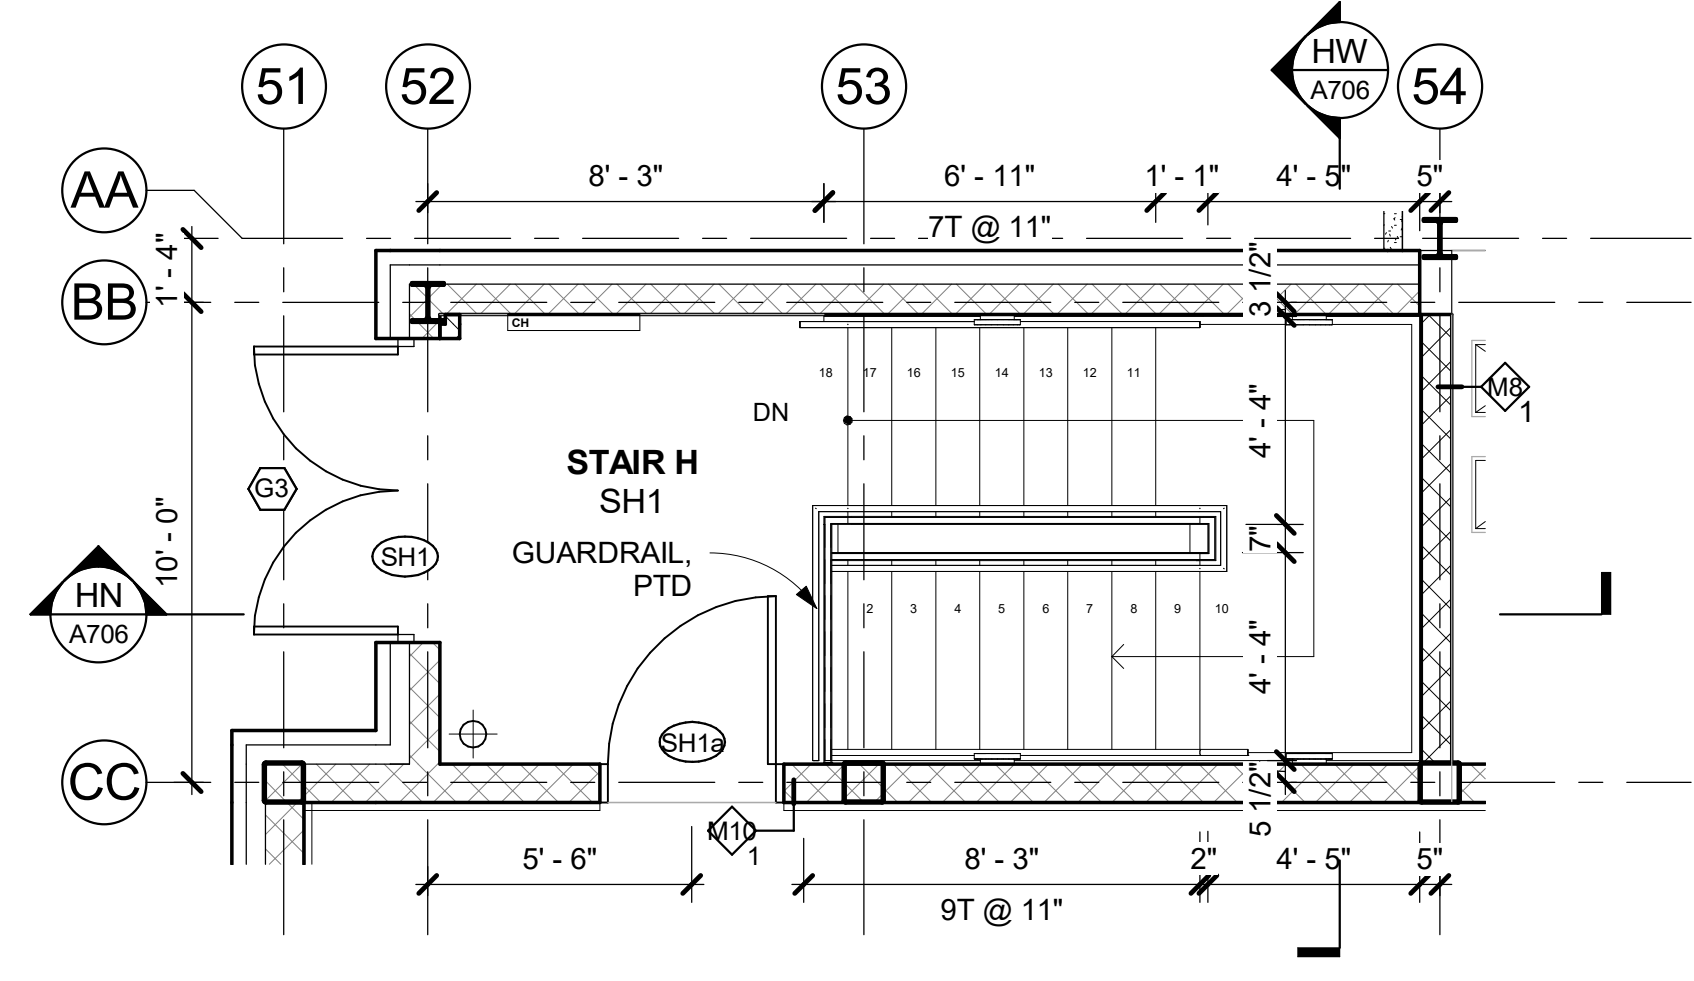 51
52
53
54
HW
A706
AA
BB
CC
8' - 3"
6' - 11"
1' - 1"
4' - 5"
5"
7T @ 11"
1' - 4"
3 1/2"
CH
18
17
16
15
14
13
12
11
DN
4' - 4"
M8
1
STAIR H
SH1
G3
10' - 0"
GUARDRAIL,
PTD
7"
SH1
HN
A706
2
3
4
5
6
7
8
9
10
4' - 4"
SH1a
5 1/2"
M10
1
5' - 6"
8' - 3"
2"
4' - 5"
5"
9T @ 11"